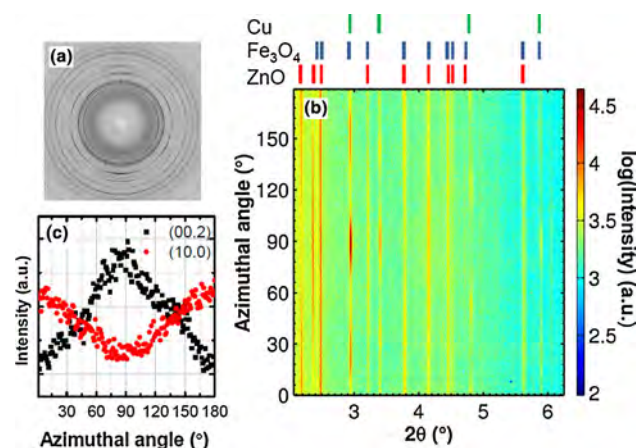 Cu
Fe₃O₄
ZnO
(a)
(b)
Azimuthal angle (°)
0
30
60
90
120
150
2θ (°)
3
4
5
6
log(Intensity) (a.u.)
4.5
4
3.5
3
2.5
2
(c)
(00.2)
(10.0)
Intensity (a.u.)
30 60 90 120 150 180
Azimuthal angle (°)